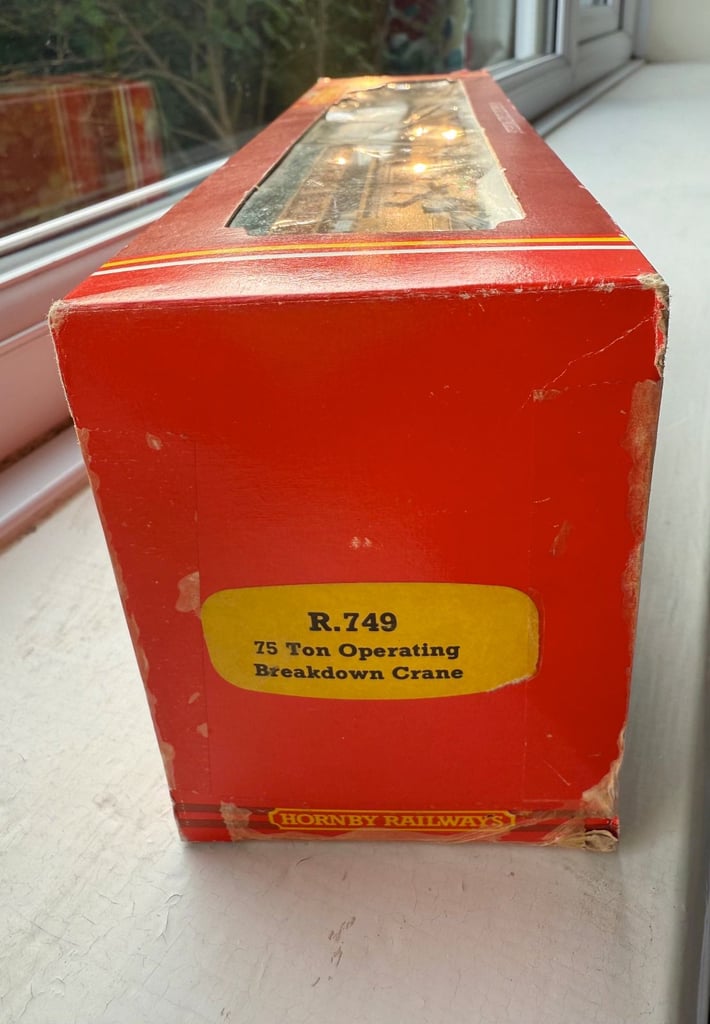 R.749
75 Ton Operating
Breakdown Crane
HORNBY RAILWAYS